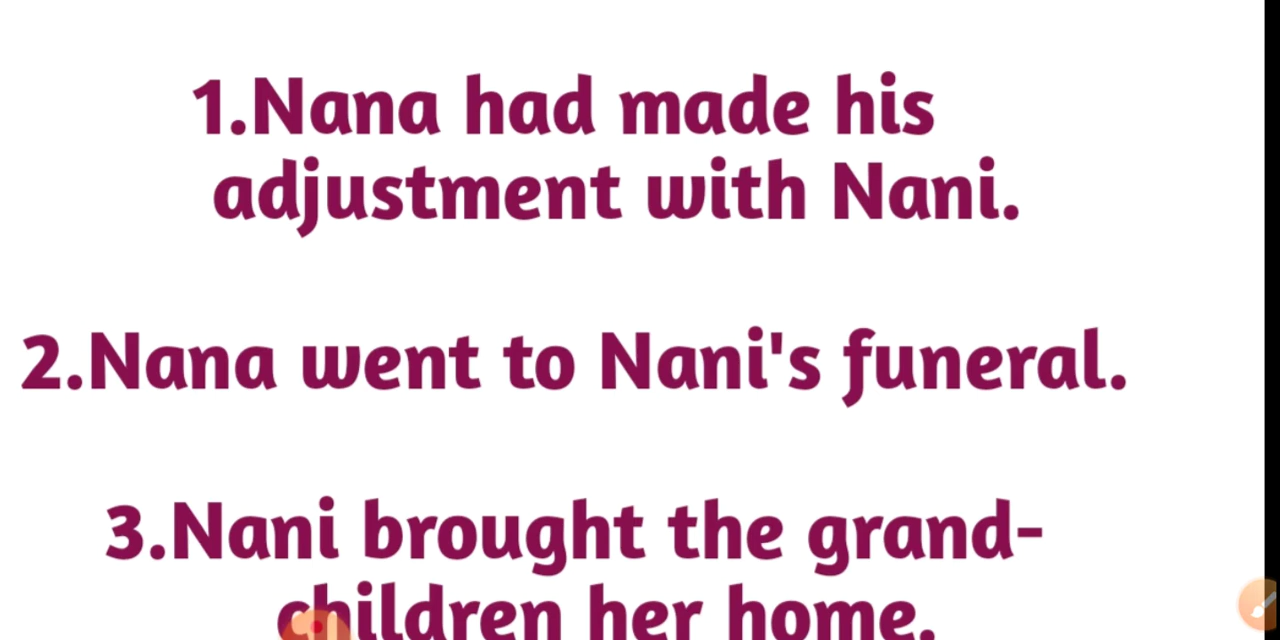 1.Nana had made his
adjustment with Nani.
2.Nana went to Nani's funeral.
3.Nani brought the grand-
children her home.